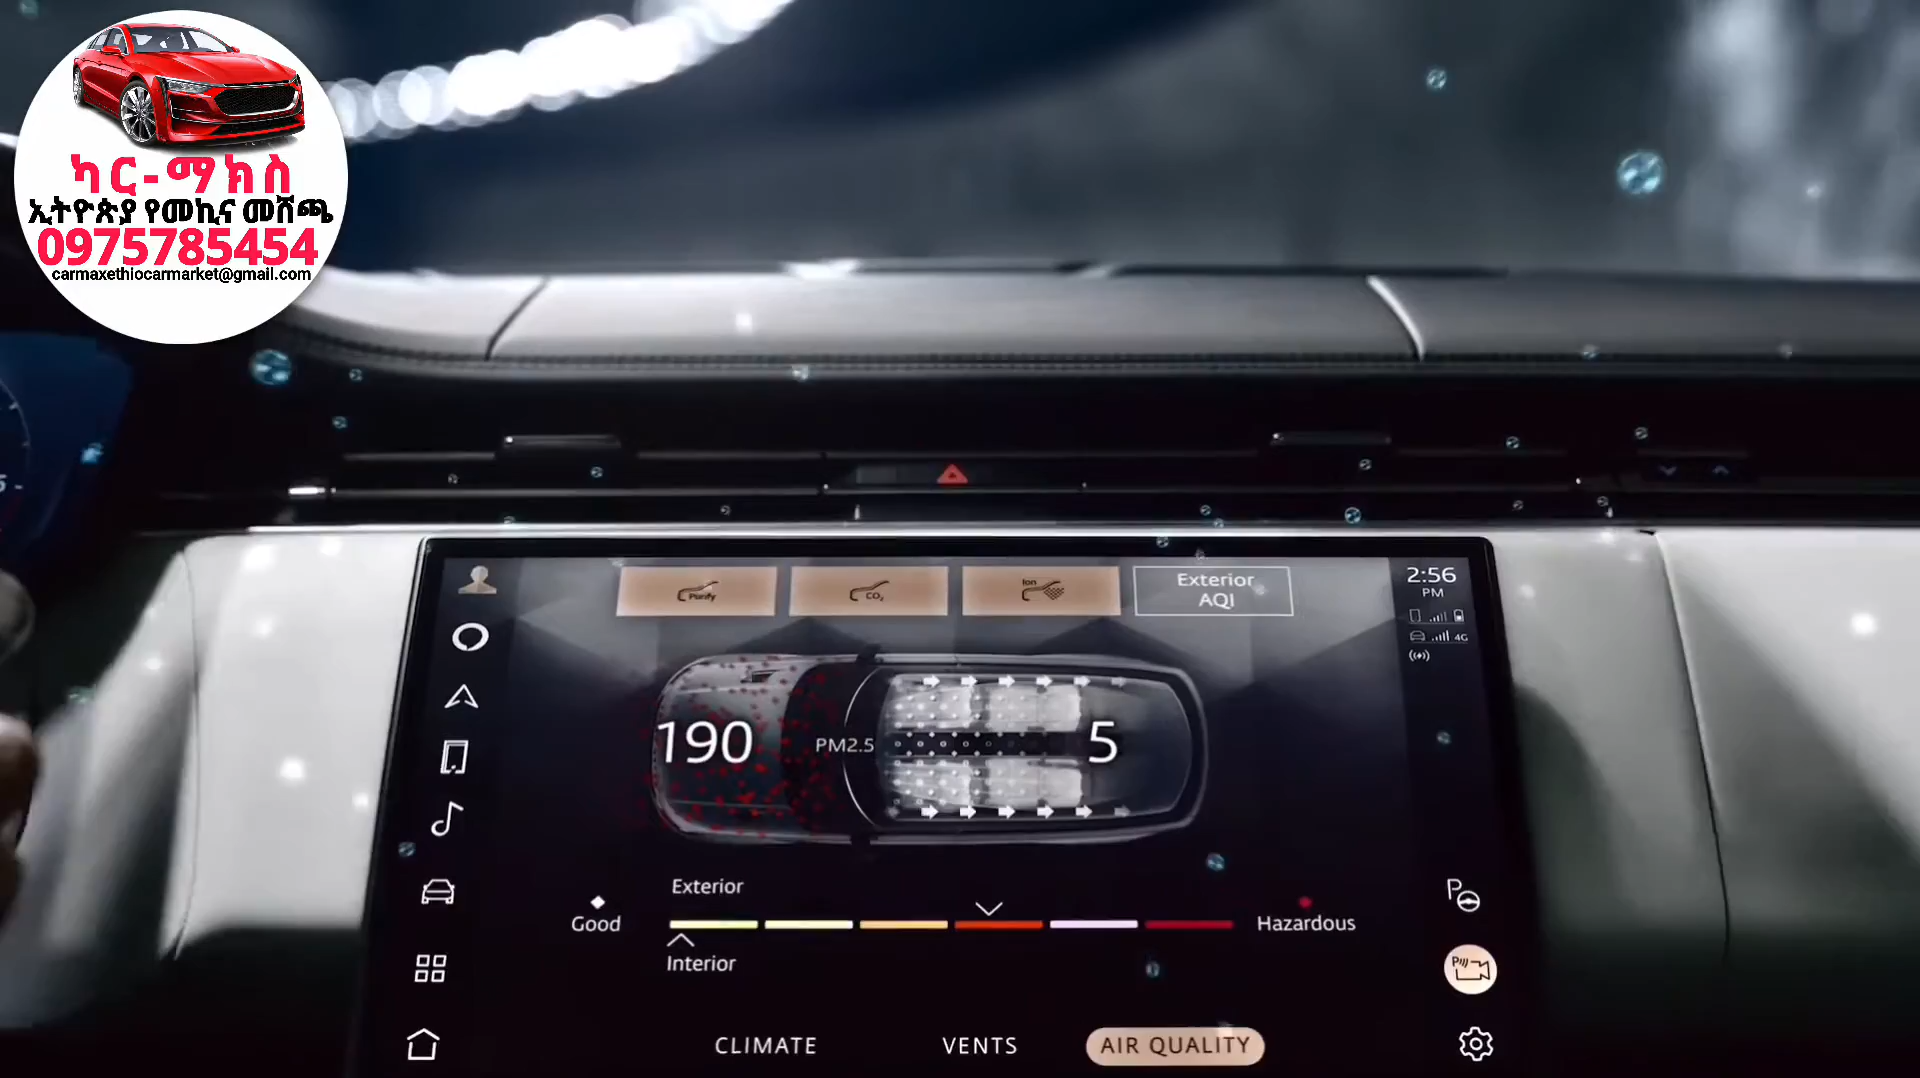 ካር-ማክስ
ኢትዮጵያ የመኪና መሸጫ
0975785454
carmaxethiocarmarket@gmail.com
Purify
CO₂
Ion
Exterior
AQI
2:56
PM
4G
190
PM2.5
5
Exterior
Good
Hazardous
Interior
CLIMATE
VENTS
AIR QUALITY